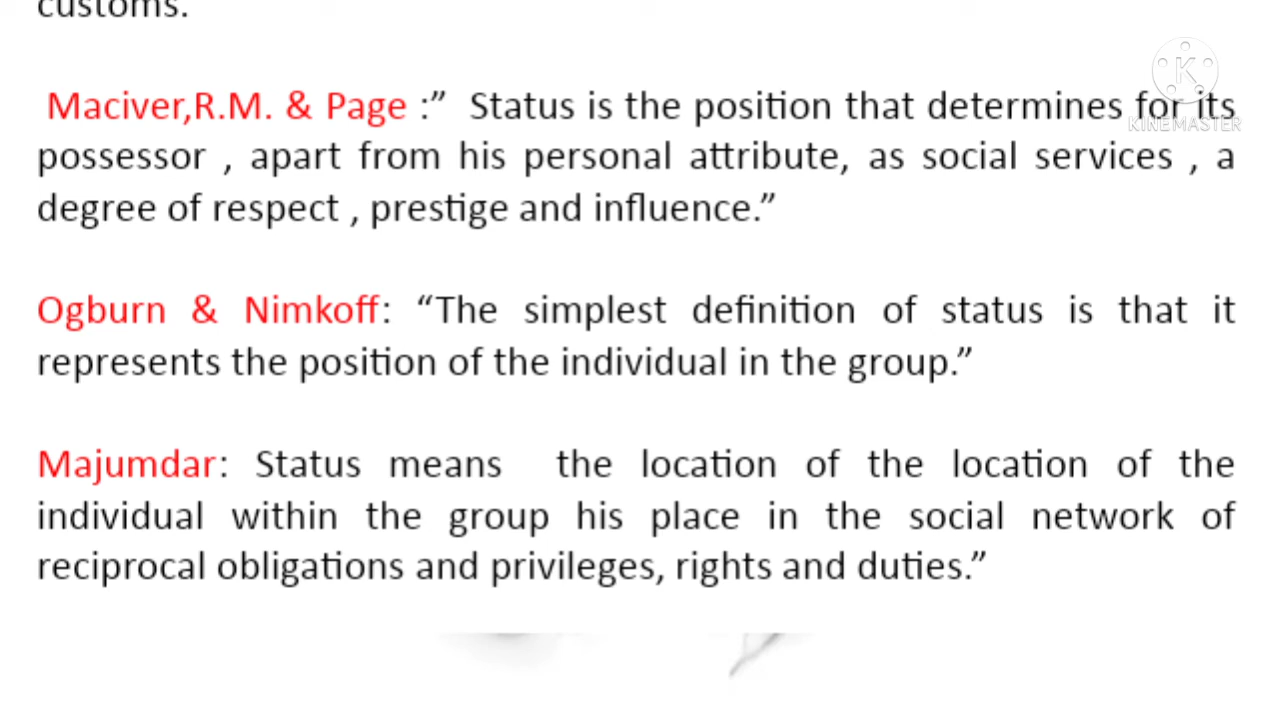 customs.
Maciver,R.M. & Page :” Status is the position that determines for its
possessor , apart from his personal attribute, as social services , a
degree of respect , prestige and influence.”
Ogburn & Nimkoff: “The simplest definition of status is that it
represents the position of the individual in the group.”
Majumdar: Status means the location of the location of the
individual within the group his place in the social network of
reciprocal obligations and privileges, rights and duties.”
K
KINEMASTER